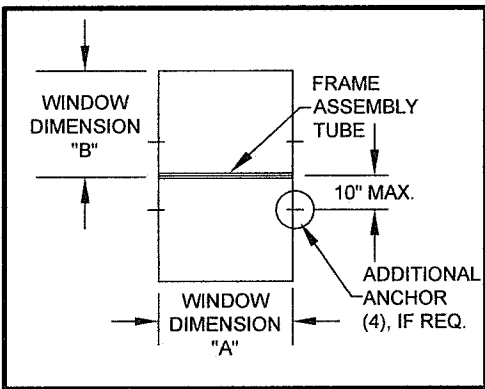 FRAME
ASSEMBLY
TUBE
WINDOW
DIMENSION
"B"
10" MAX.
ADDITIONAL
ANCHOR
(4), IF REQ.
WINDOW
DIMENSION
"A"